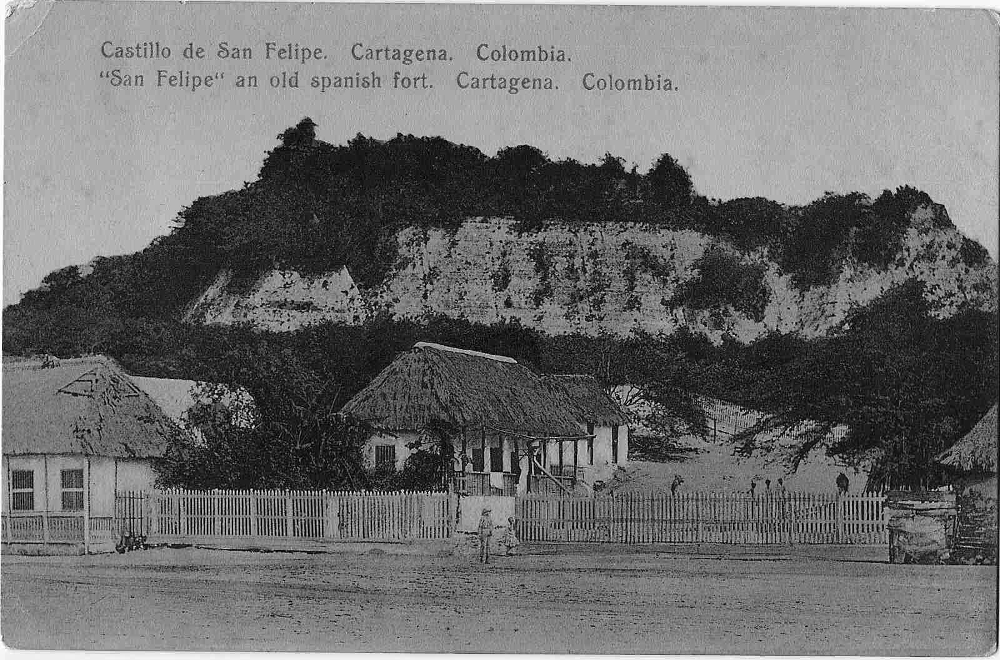 Castillo de San Felipe. Cartagena. Colombia.
“San Felipe“ an old spanish fort. Cartagena. Colombia.